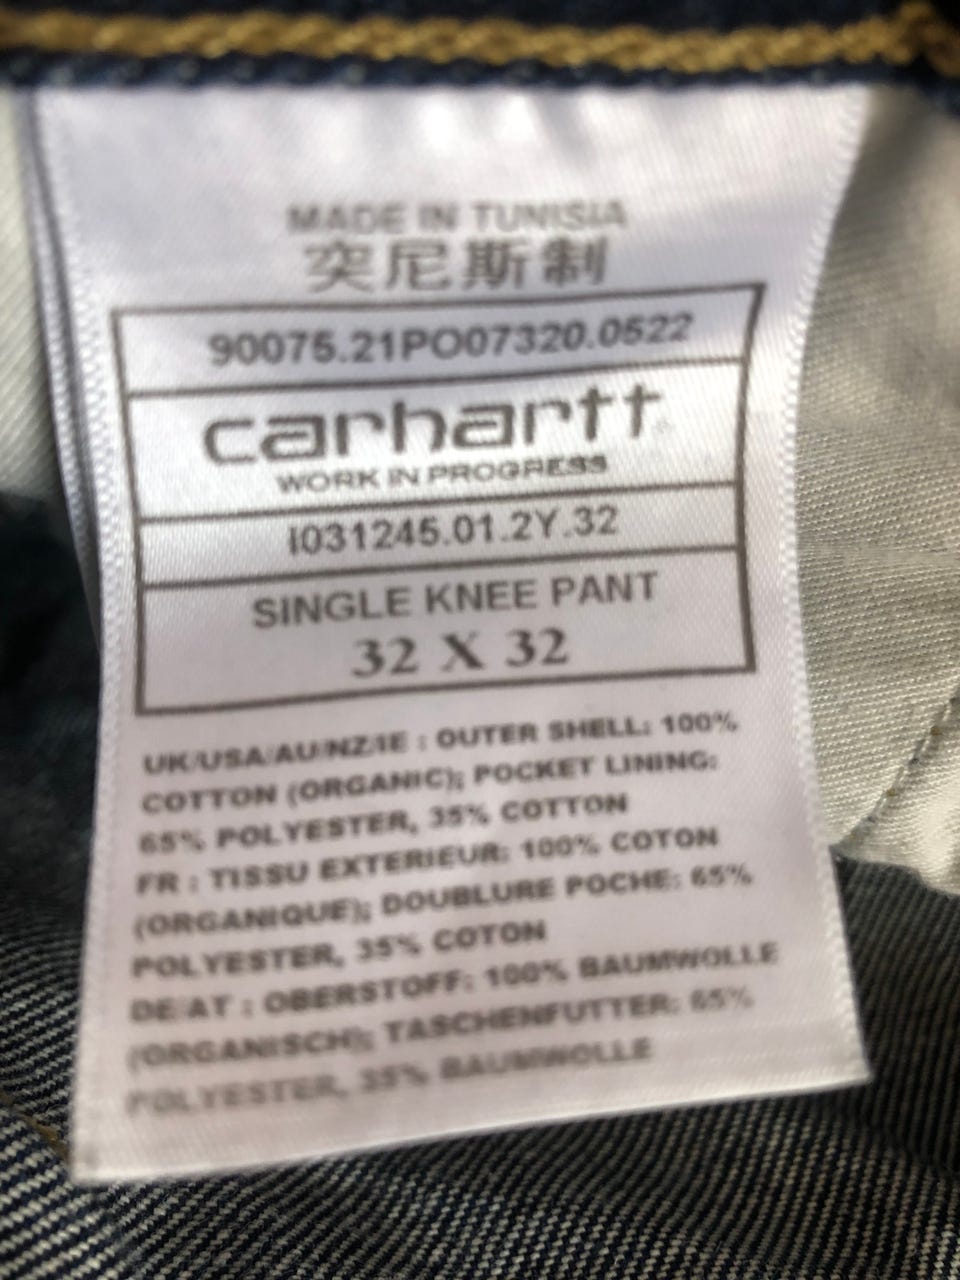 MADE IN TUNISIA
突尼斯制
90075.21PO07320.0522
carhartt
WORK IN PROGRESS
I031245.01.2Y.32
SINGLE KNEE PANT
32 X 32
UK/USA/AU/NZ/IE : OUTER SHELL: 100%
COTTON (ORGANIC); POCKET LINING:
65% POLYESTER, 35% COTTON
FR : TISSU EXTERIEUR: 100% COTON
(ORGANIQUE); DOUBLURE POCHE: 65%
POLYESTER, 35% COTON
DE/AT : OBERSTOFF: 100% BAUMWOLLE
(ORGANISCH); TASCHENFUTTER: 65%
POLYESTER, 35% BAUMWOLLE